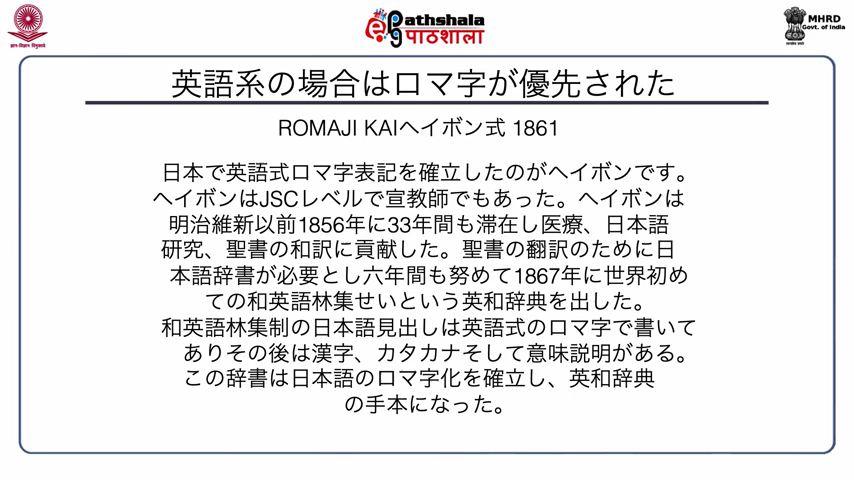 ePathshala
पाठशाला
MHRD
Govt. of India
英語系の場合はロマ字が優先された
ROMAJI KAIヘイボン式 1861
日本で英語式ロマ字表記を確立したのがヘイボンです。
ヘイボンはJSCレベルで宣教師でもあった。ヘイボンは
明治維新以前1856年に33年間も滞在し医療、日本語
研究、聖書の和訳に貢献した。聖書の翻訳のために日
本語辞書が必要とし六年間も努めて1867年に世界初め
ての和英語林集せいという英和辞典を出した。
和英語林集制の日本語見出しは英語式のロマ字で書いて
ありその後は漢字、カタカナそして意味説明がある。
この辞書は日本語のロマ字化を確立し、英和辞典
の手本になった。